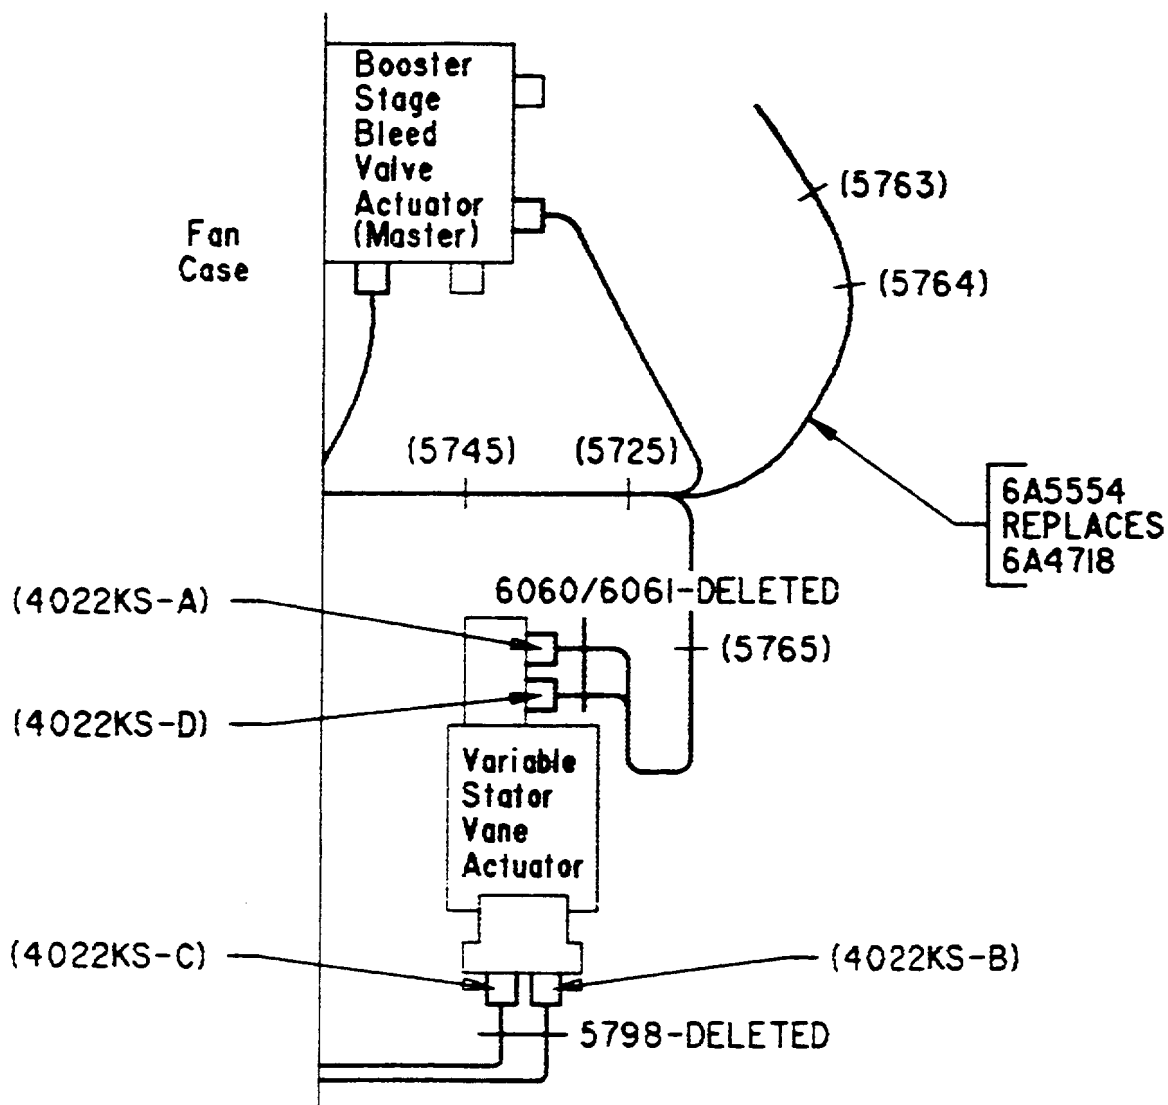 Booster
Stage
Bleed
Valve
Actuator
(Master)
Fan
Case
(5763)
(5764)
(5745)
(5725)
6A5554
REPLACES
6A4718
(4022KS-A)
6060/6061-DELETED
(5765)
(4022KS-D)
Variable
Stator
Vane
Actuator
(4022KS-C)
(4022KS-B)
5798-DELETED